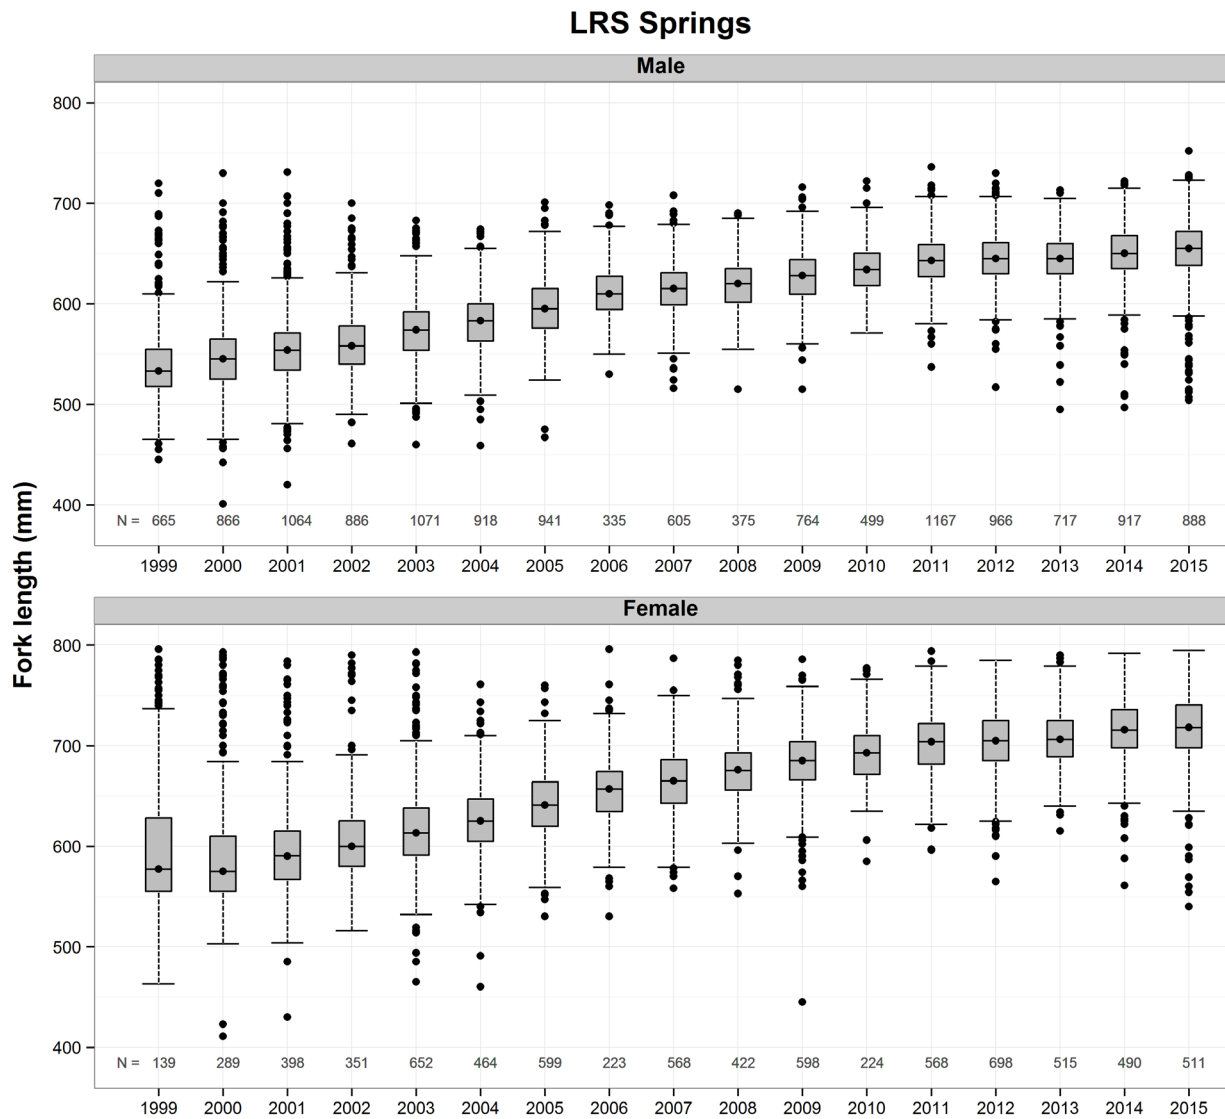 LRS Springs
Male
800
700
600
500
400
N = 665 866 1064 886 1071 918 941 335 605 375 764 499 1167 966 717 917 888
1999 2000 2001 2002 2003 2004 2005 2006 2007 2008 2009 2010 2011 2012 2013 2014 2015
Fork length (mm)
Female
800
700
600
500
400
N = 139 289 398 351 652 464 599 223 568 422 598 224 568 698 515 490 511
1999 2000 2001 2002 2003 2004 2005 2006 2007 2008 2009 2010 2011 2012 2013 2014 2015